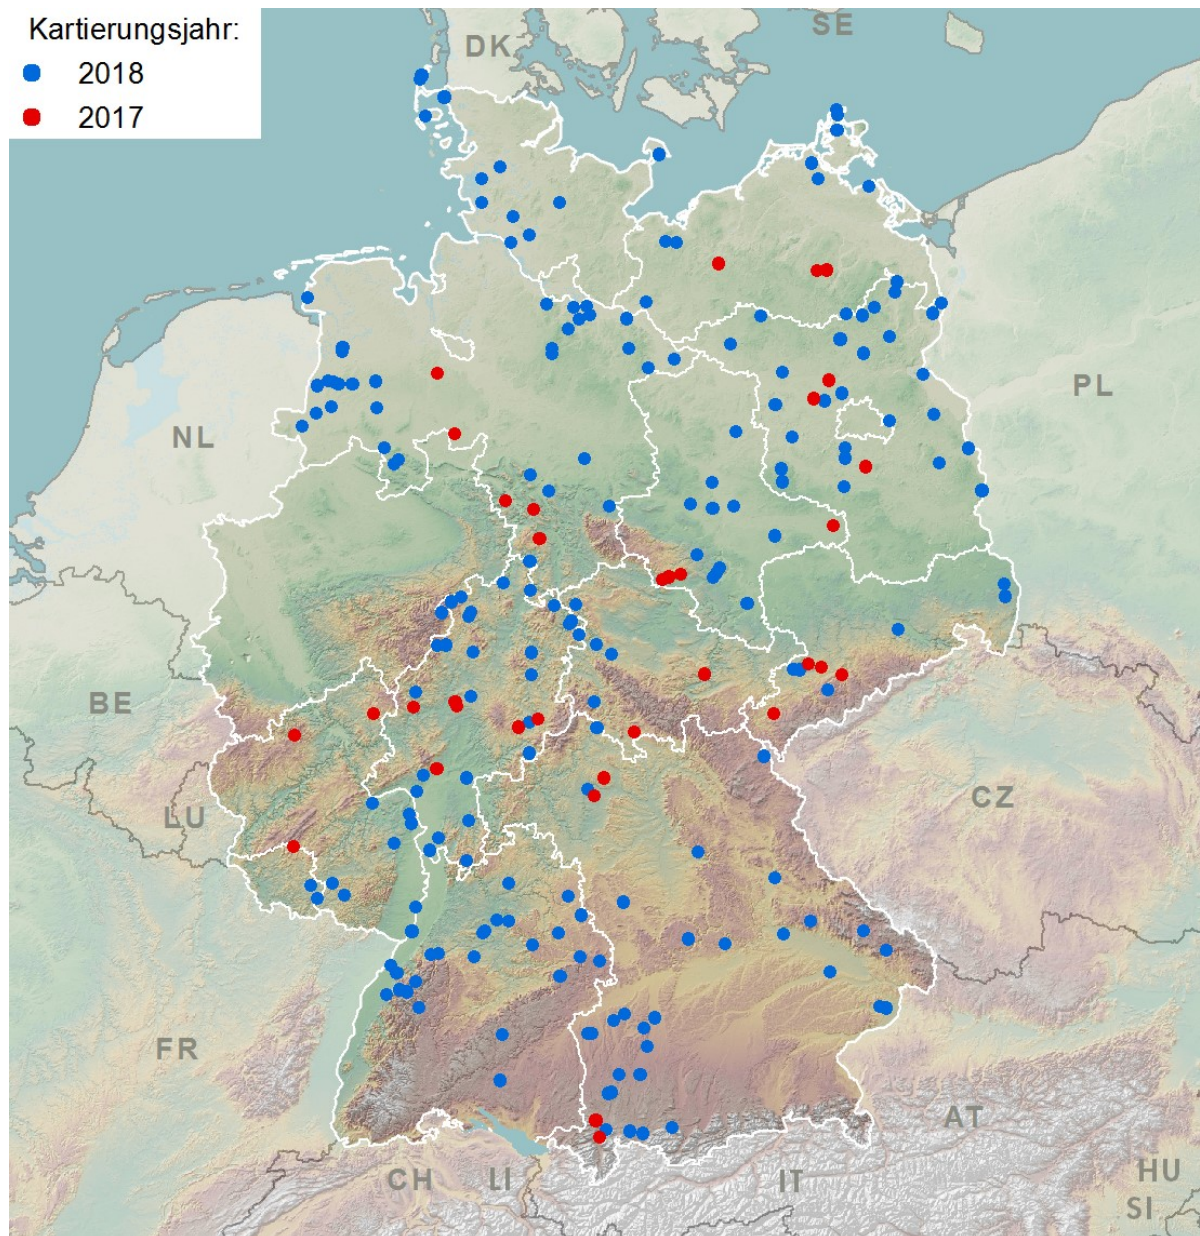 Kartierungsjahr:
2018
2017
DK
SE
PL
NL
BE
LU
CZ
FR
AT
CH
LI
IT
HU
SI